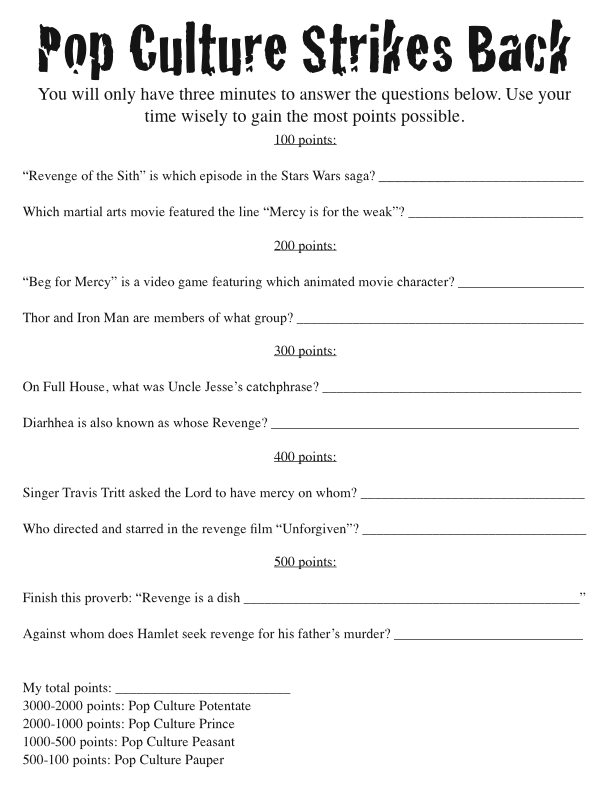 Pop Culture Strikes Back
You will only have three minutes to answer the questions below. Use your
time wisely to gain the most points possible.
100 points:
“Revenge of the Sith” is which episode in the Stars Wars saga? ______________________________
Which martial arts movie featured the line “Mercy is for the weak”? __________________________
200 points:
“Beg for Mercy” is a video game featuring which animated movie character? ___________________
Thor and Iron Man are members of what group? __________________________________________
300 points:
On Full House, what was Uncle Jesse’s catchphrase? ______________________________________
Diarhhea is also known as whose Revenge? _____________________________________________
400 points:
Singer Travis Tritt asked the Lord to have mercy on whom? _________________________________
Who directed and starred in the revenge film “Unforgiven”? _________________________________
500 points:
Finish this proverb: “Revenge is a dish _________________________________________________”
Against whom does Hamlet seek revenge for his father’s murder? ____________________________
My total points: _________________________
3000-2000 points: Pop Culture Potentate
2000-1000 points: Pop Culture Prince
1000-500 points: Pop Culture Peasant
500-100 points: Pop Culture Pauper